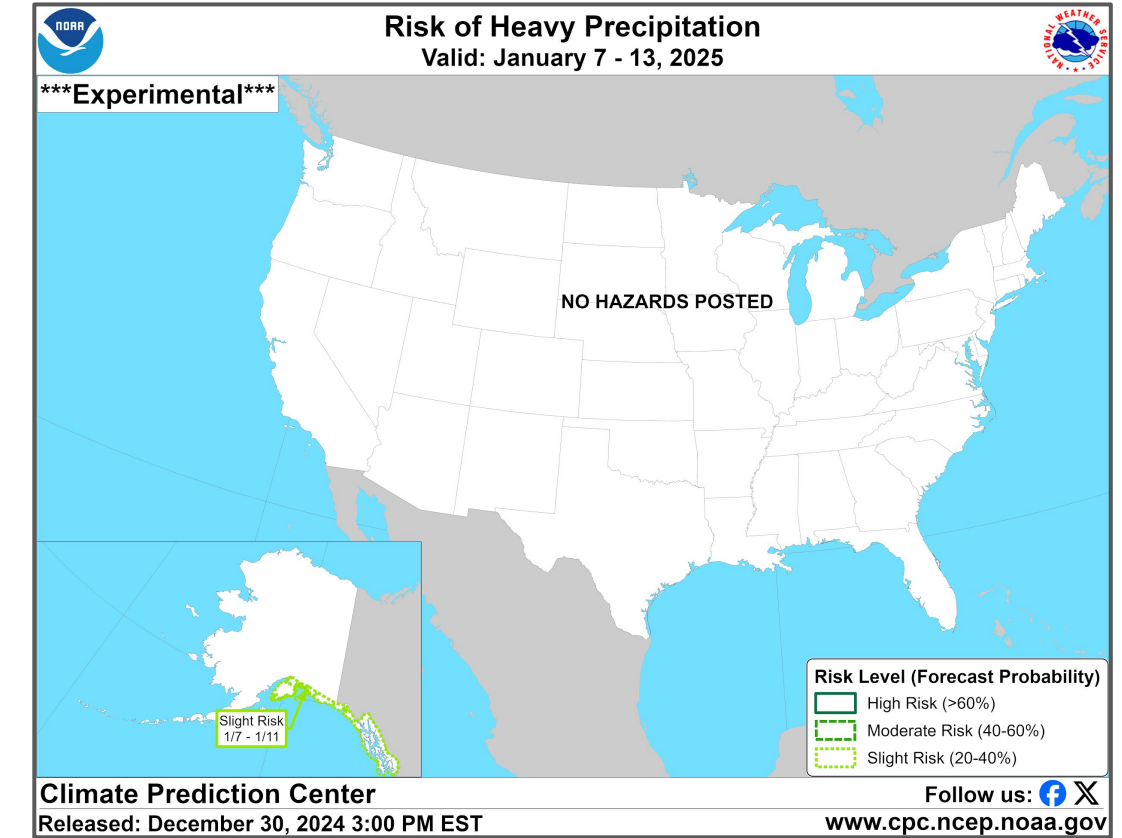 NOAA
Risk of Heavy Precipitation
Valid: January 7 - 13, 2025
NATIONAL WEATHER SERVICE
***Experimental***
NO HAZARDS POSTED
Slight Risk
1/7 - 1/11
Risk Level (Forecast Probability)
High Risk (>60%)
Moderate Risk (40-60%)
Slight Risk (20-40%)
Climate Prediction Center
Follow us:
Released: December 30, 2024 3:00 PM EST
www.cpc.ncep.noaa.gov